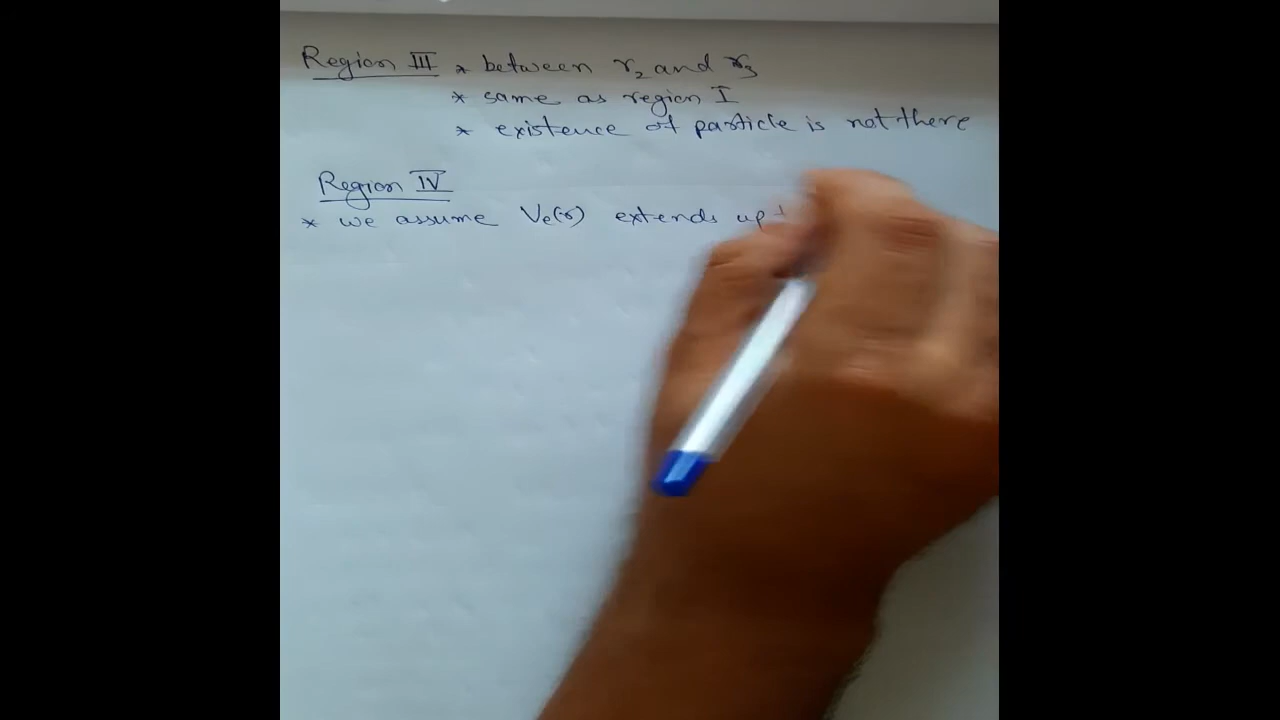 Region III * between r₂ and r₃
* same as region I
* existence of particle is not there
Region IV
* we assume Ve(r) extends up